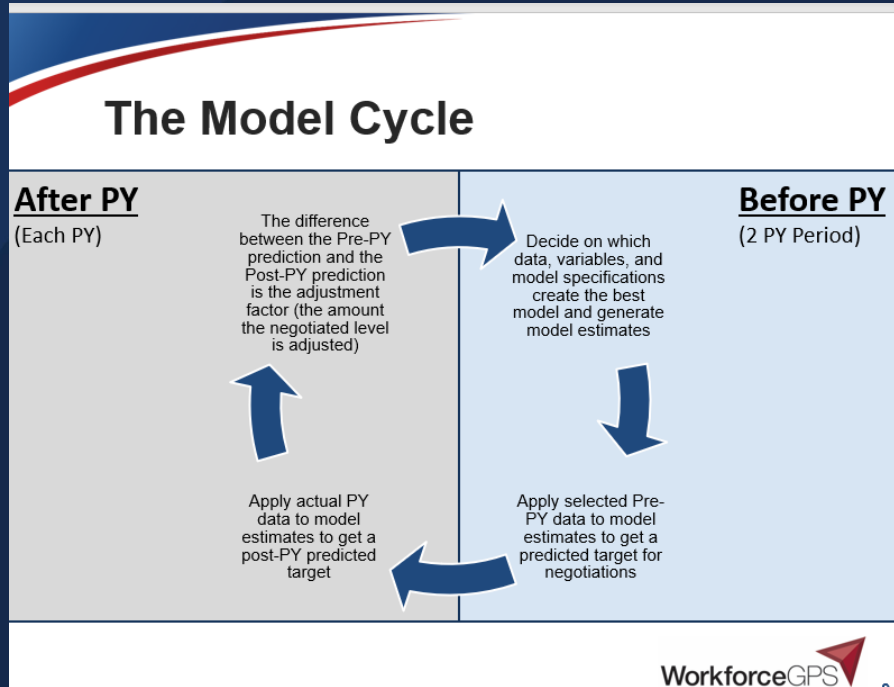 The Model Cycle
After PY
(Each PY)
The difference
between the Pre-PY
prediction and the
Post-PY prediction
is the adjustment
factor (the amount
the negotiated level
is adjusted)
Before PY
(2 PY Period)
Decide on which
data, variables, and
model specifications
create the best
model and generate
model estimates
Apply selected Pre-
PY data to model
estimates to get a
predicted target for
negotiations
Apply actual PY
data to model
estimates to get a
post-PY predicted
target
WorkforceGPS